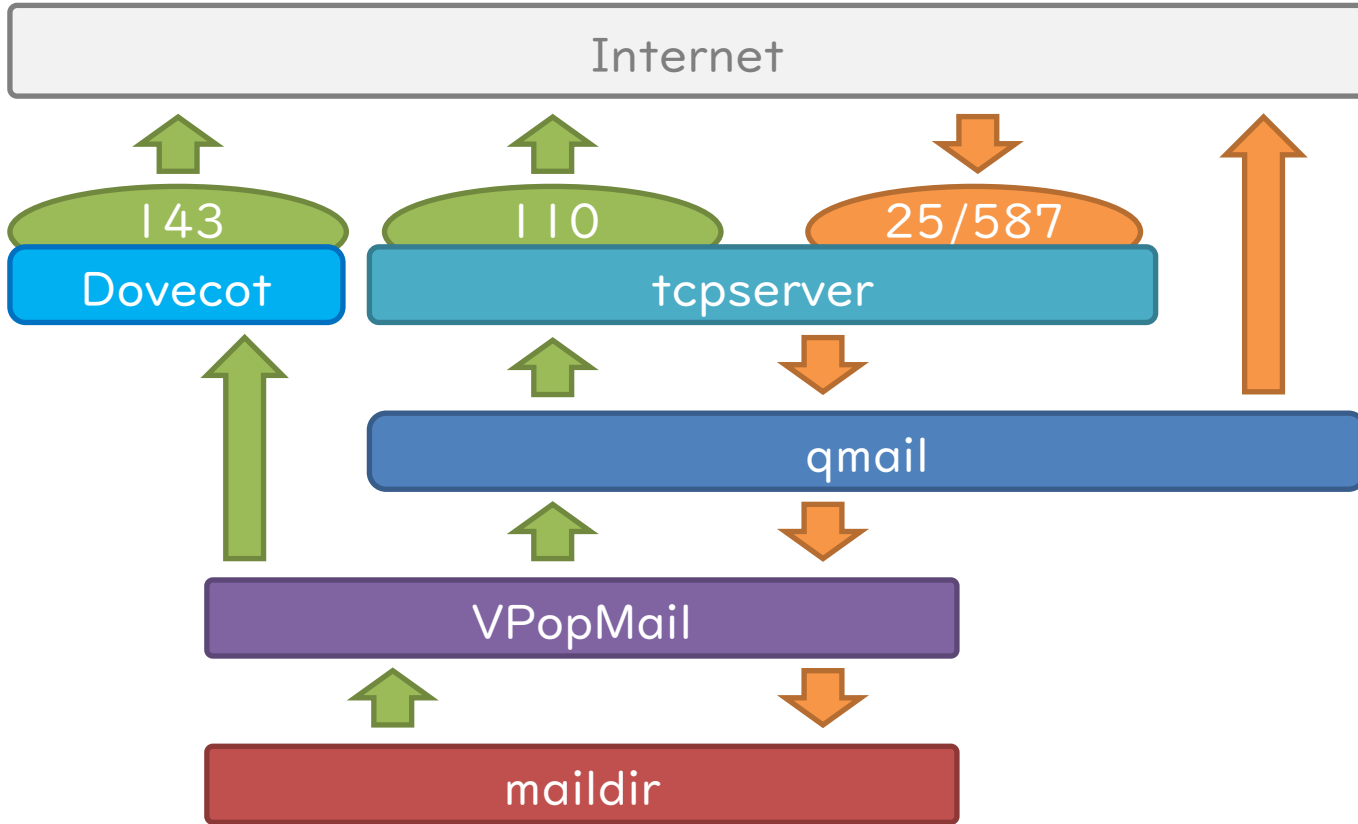 Internet
143
110
25/587
Dovecot
tcpserver
qmail
VPopMail
maildir